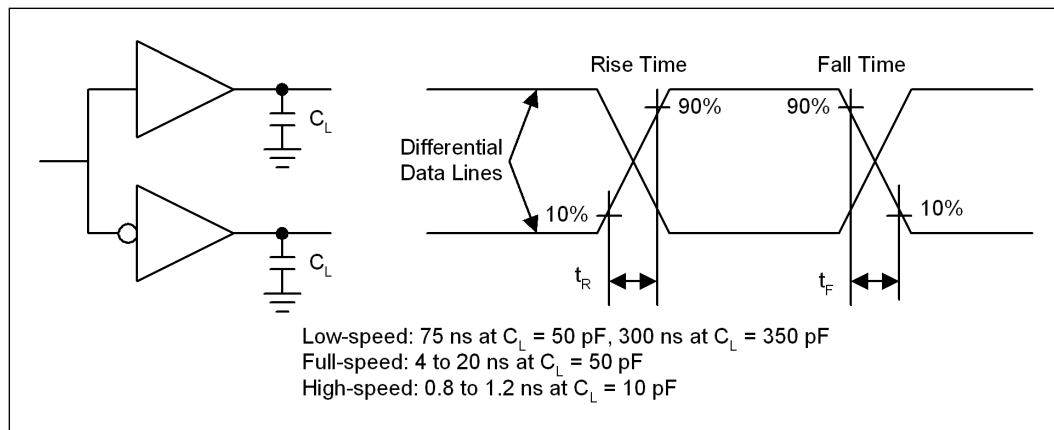 Rise Time
Fall Time
90%
90%
C_L
Differential
Data Lines
10%
10%
C_L
t_R
t_F
Low-speed: 75 ns at C_L = 50 pF, 300 ns at C_L = 350 pF
Full-speed: 4 to 20 ns at C_L = 50 pF
High-speed: 0.8 to 1.2 ns at C_L = 10 pF